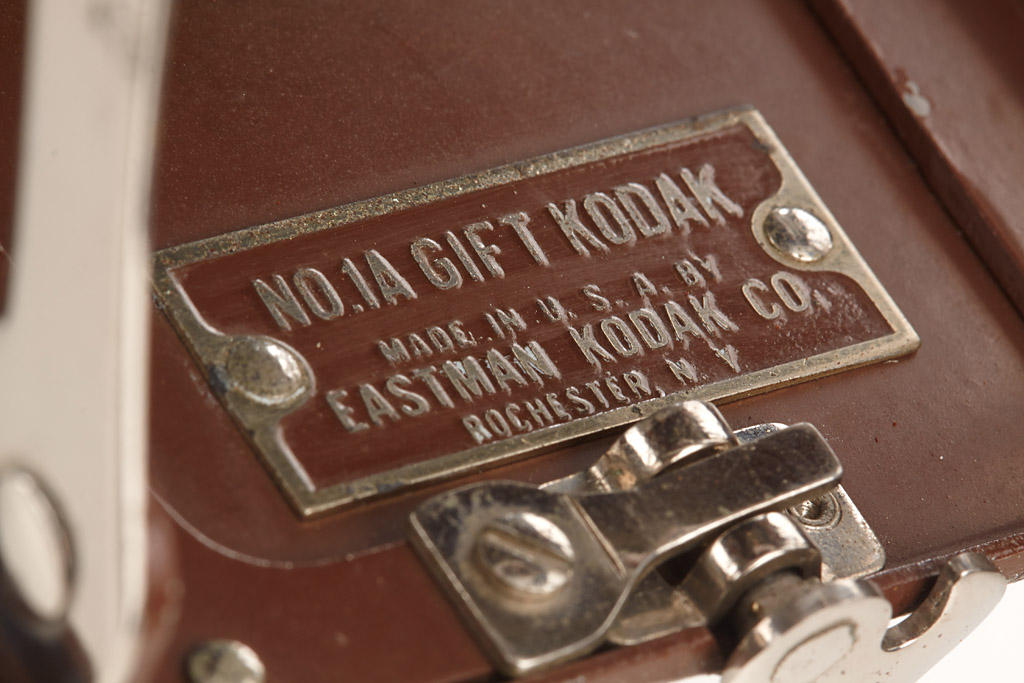 NO.1A GIFT KODAK
MADE IN U.S.A. BY
EASTMAN KODAK CO.
ROCHESTER, N.Y